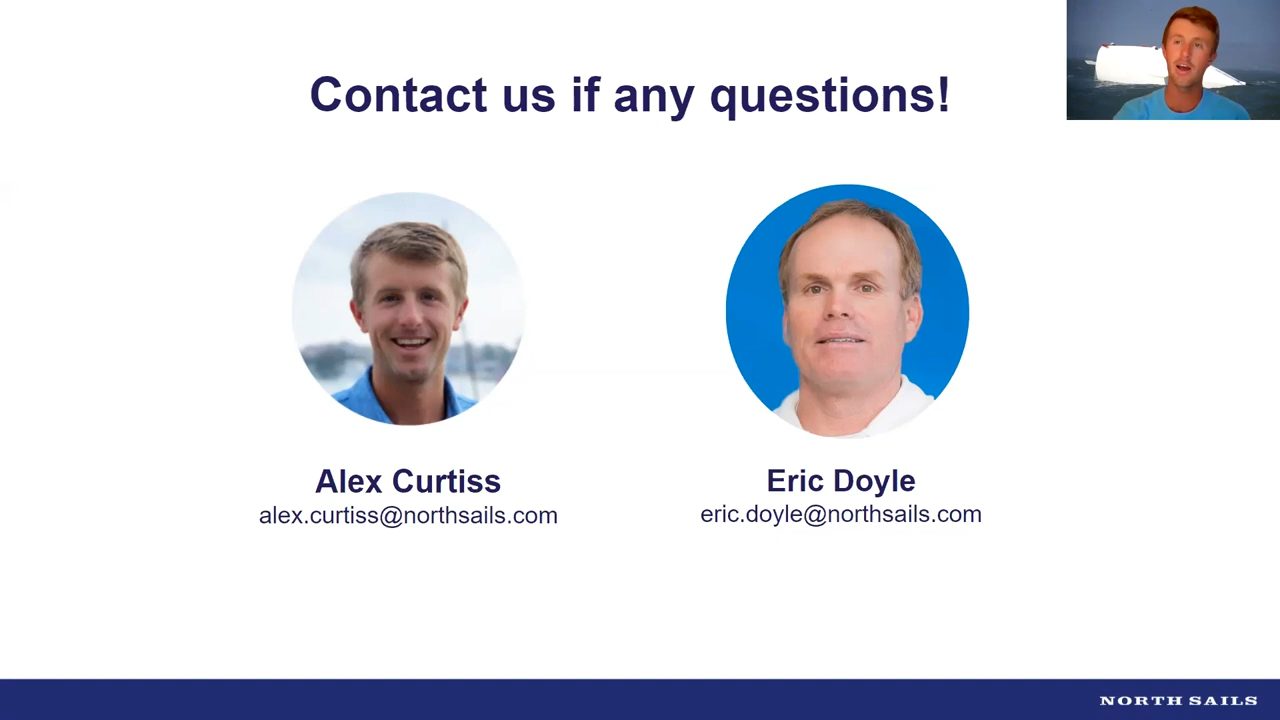 Contact us if any questions!
Alex Curtiss
alex.curtiss@northsails.com
Eric Doyle
eric.doyle@northsails.com
NORTH SAILS